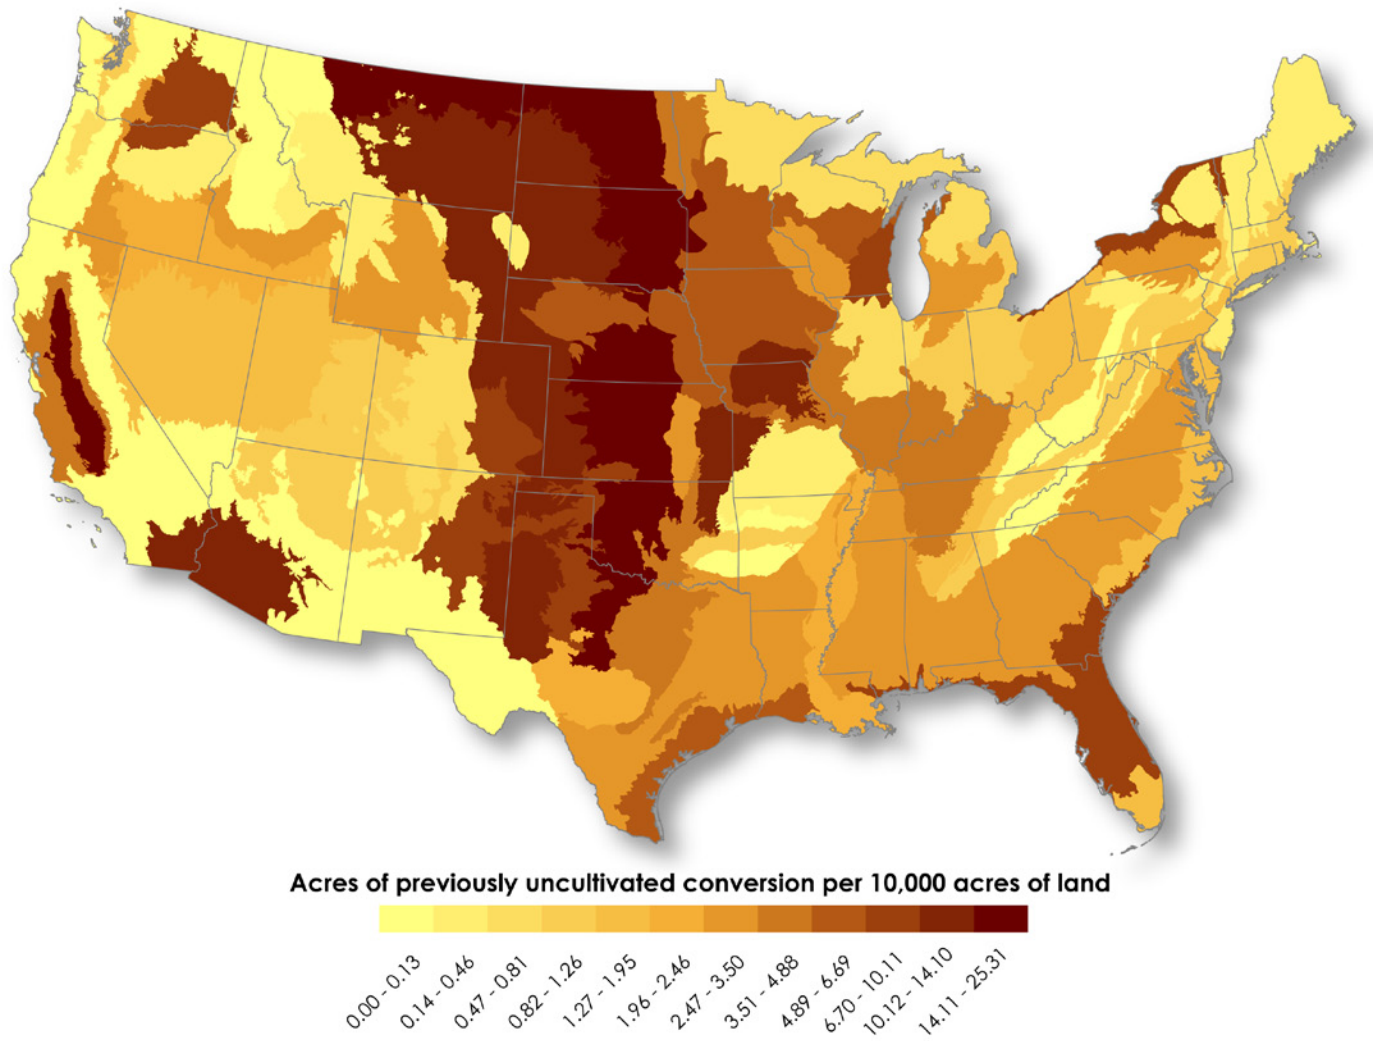 Acres of previously uncultivated conversion per 10,000 acres of land
0.00 - 0.13
0.14 - 0.46
0.47 - 0.81
0.82 - 1.26
1.27 - 1.95
1.96 - 2.46
2.47 - 3.50
3.51 - 4.88
4.89 - 6.69
6.70 - 10.11
10.12 - 14.10
14.11 - 25.31